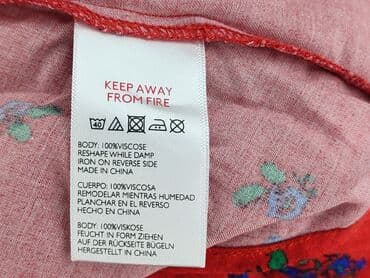 KEEP AWAY
FROM FIRE
40
BODY: 100%VISCOSE
RESHAPE WHILE DAMP
IRON ON REVERSE SIDE
MADE IN CHINA
CUERPO: 100%VISCOSA
REMODELAR MIENTRAS HUMEDAD
PLANCHAR EN EL REVERSO
HECHO EN CHINA
BODY: 100%VISKOSE
FEUCHT IN FORM ZIEHEN
AUF DER RÜCKSEITE BÜGELN
HERGESTELLT IN CHINA